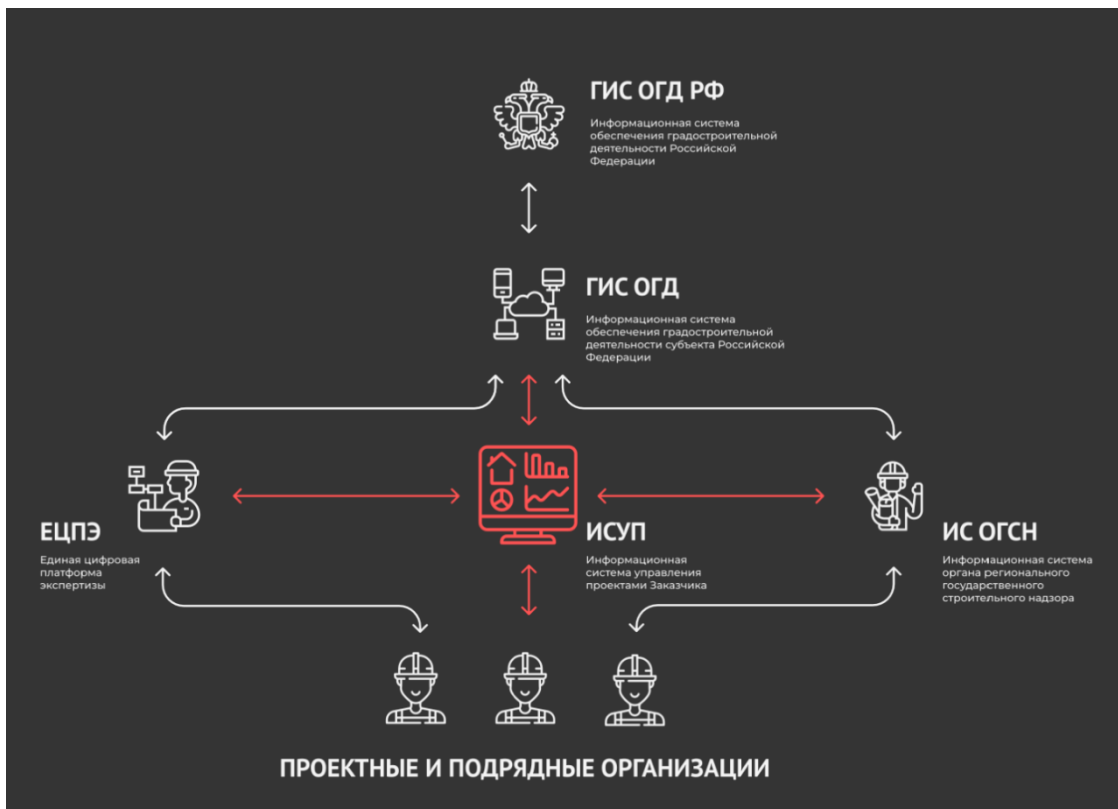 ГИС ОГД РФ
Информационная система
обеспечения градостроительной
деятельности Российской
Федерации
ГИС ОГД
Информационная система
обеспечения градостроительной
деятельности субъекта Российской
Федерации
ЕЦПЭ
Единая цифровая
платформа
экспертизы
ИСУП
Информационная
система управления
проектами Заказчика
ИС ОГСН
Информационная система
органа регионального
государственного
строительного надзора
ПРОЕКТНЫЕ И ПОДРЯДНЫЕ ОРГАНИЗАЦИИ